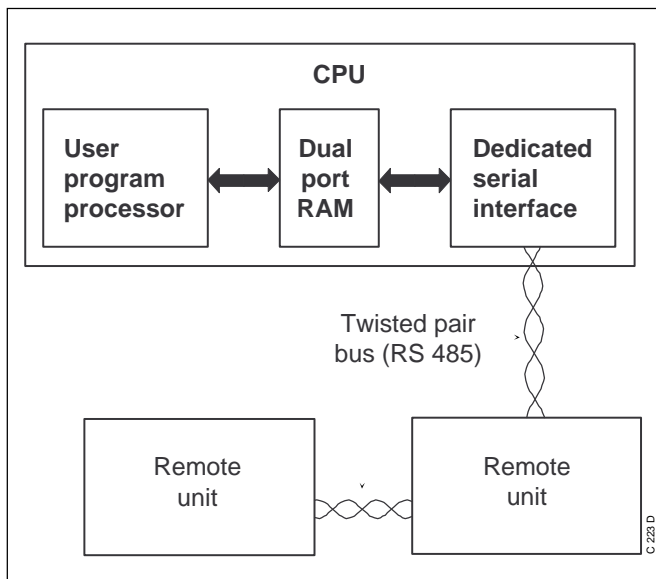 CPU
User
program
processor
Dual
port
RAM
Dedicated
serial
interface
Twisted pair
bus (RS 485)
Remote
unit
Remote
unit
C 223 D